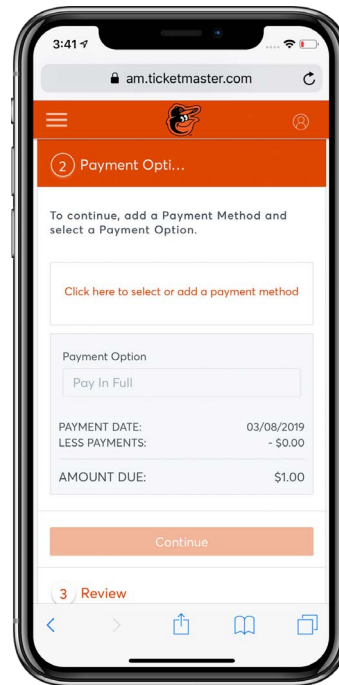 3:41
am.ticketmaster.com
2 Payment Opti...
To continue, add a Payment Method and
select a Payment Option.
Click here to select or add a payment method
Payment Option
Pay In Full
PAYMENT DATE: 03/08/2019
LESS PAYMENTS: - $0.00
AMOUNT DUE: $1.00
Continue
3 Review